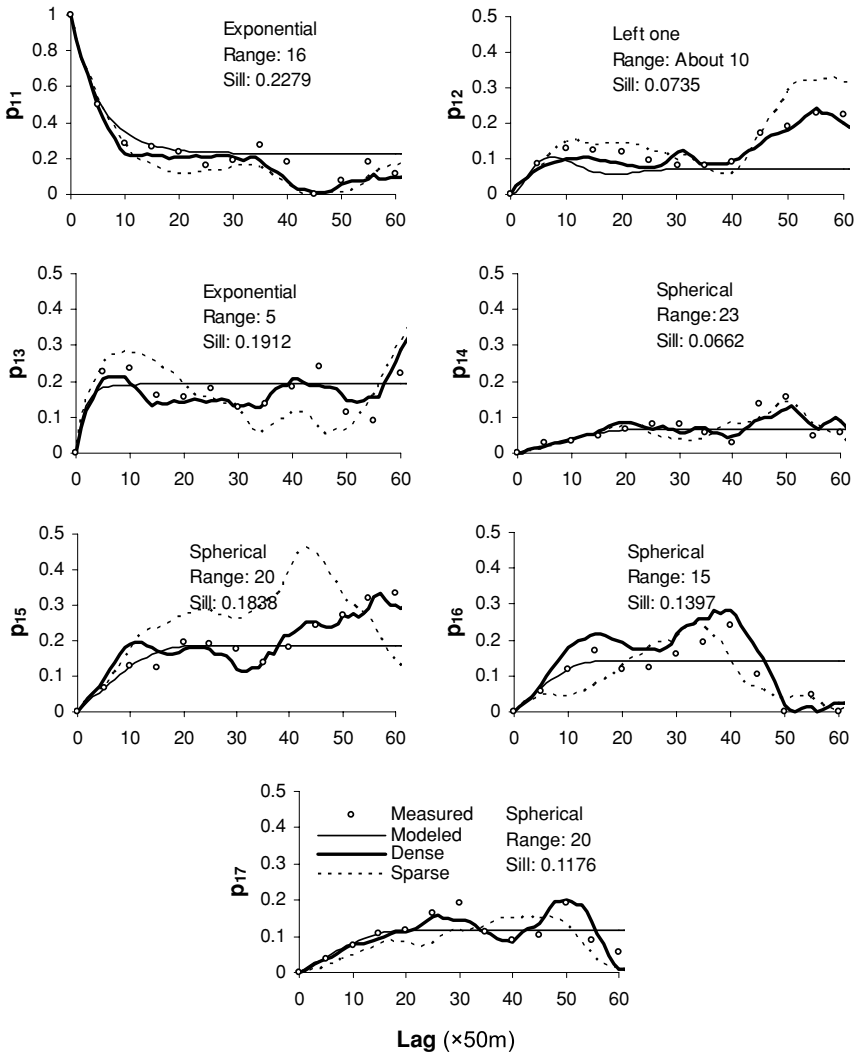 Exponential
Range: 16
Sill: 0.2279
p11
1
0.8
0.6
0.4
0.2
0
0 10 20 30 40 50 60
Left one
Range: About 10
Sill: 0.0735
p12
0.5
0.4
0.3
0.2
0.1
0
0 10 20 30 40 50 60
Exponential
Range: 5
Sill: 0.1912
p13
0.5
0.4
0.3
0.2
0.1
0
0 10 20 30 40 50 60
Spherical
Range: 23
Sill: 0.0662
p14
0.5
0.4
0.3
0.2
0.1
0
0 10 20 30 40 50 60
Spherical
Range: 20
Sill: 0.1838
p15
0.5
0.4
0.3
0.2
0.1
0
0 10 20 30 40 50 60
Spherical
Range: 15
Sill: 0.1397
p16
0.5
0.4
0.3
0.2
0.1
0
0 10 20 30 40 50 60
Measured
Modeled
Dense
Sparse
Spherical
Range: 20
Sill: 0.1176
p17
0.5
0.4
0.3
0.2
0.1
0
0 10 20 30 40 50 60
Lag (×50m)